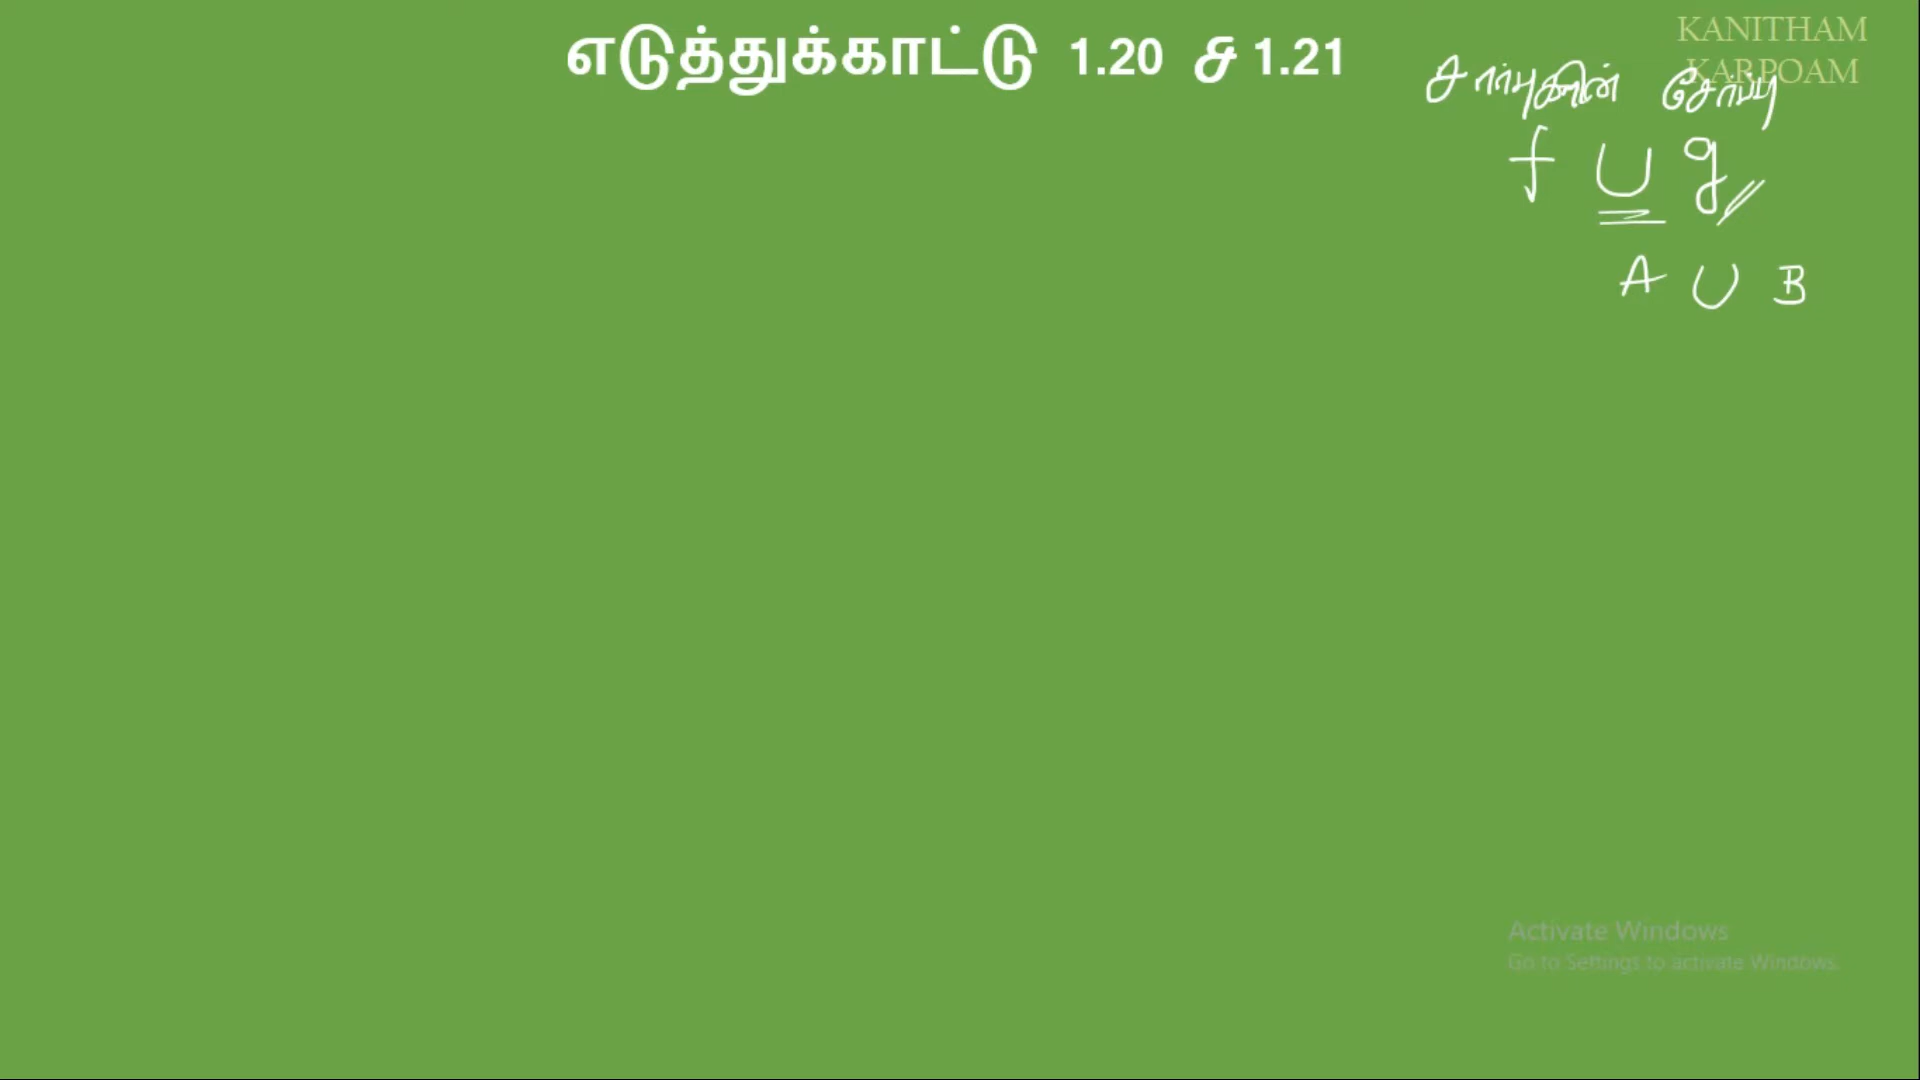 எடுத்துக்காட்டு 1.20 ச 1.21
KANITHAM
KARPOAM
சார்புகளின் சேர்ப்பு
f ∪ g
A ∪ B
Activate Windows
Go to Settings to activate Windows.